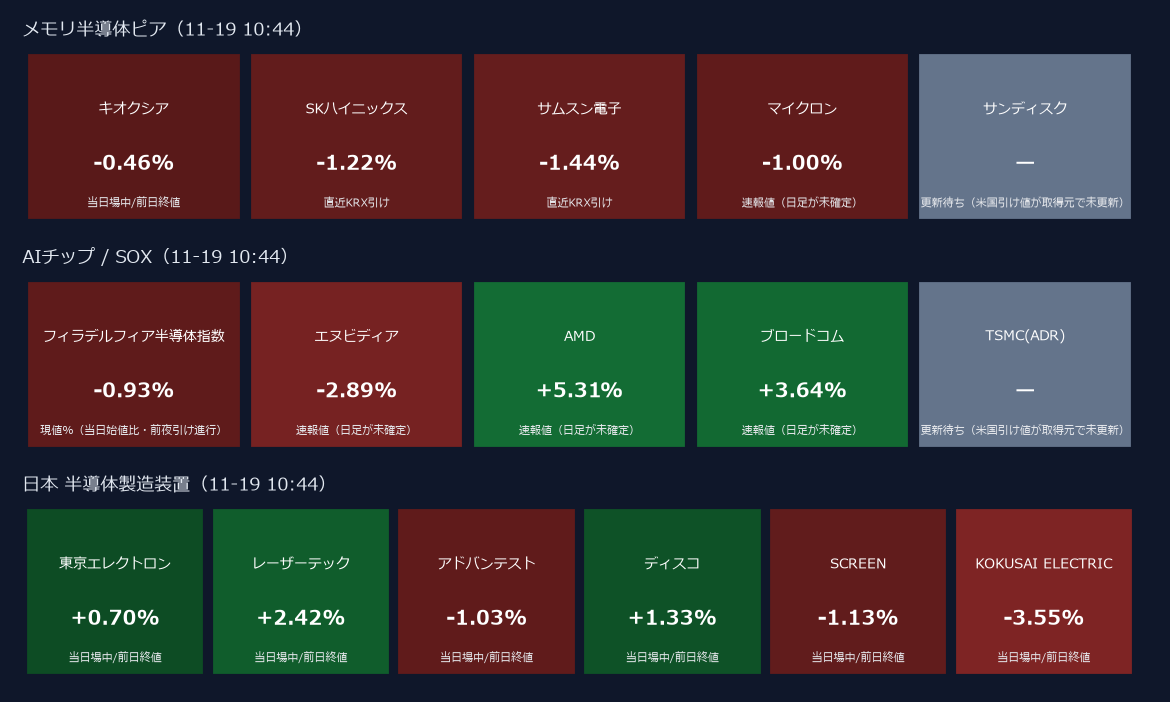 メモリ半導体ピア（11-19 10:44）
キオクシア
-0.46%
当日場中/前日終値
SKハイニックス
-1.22%
直近KRX引け
サムスン電子
-1.44%
直近KRX引け
マイクロン
-1.00%
速報値（日足が未確定）
サンディスク
—
更新待ち（米国引け値が取得元で未更新）
AIチップ / SOX（11-19 10:44）
フィラデルフィア半導体指数
-0.93%
現値%（当日始値比・前夜引け進行）
エヌビディア
-2.89%
速報値（日足が未確定）
AMD
+5.31%
速報値（日足が未確定）
ブロードコム
+3.64%
速報値（日足が未確定）
TSMC(ADR)
—
更新待ち（米国引け値が取得元で未更新）
日本 半導体製造装置（11-19 10:44）
東京エレクトロン
+0.70%
当日場中/前日終値
レーザーテック
+2.42%
当日場中/前日終値
アドバンテスト
-1.03%
当日場中/前日終値
ディスコ
+1.33%
当日場中/前日終値
SCREEN
-1.13%
当日場中/前日終値
KOKUSAI ELECTRIC
-3.55%
当日場中/前日終値